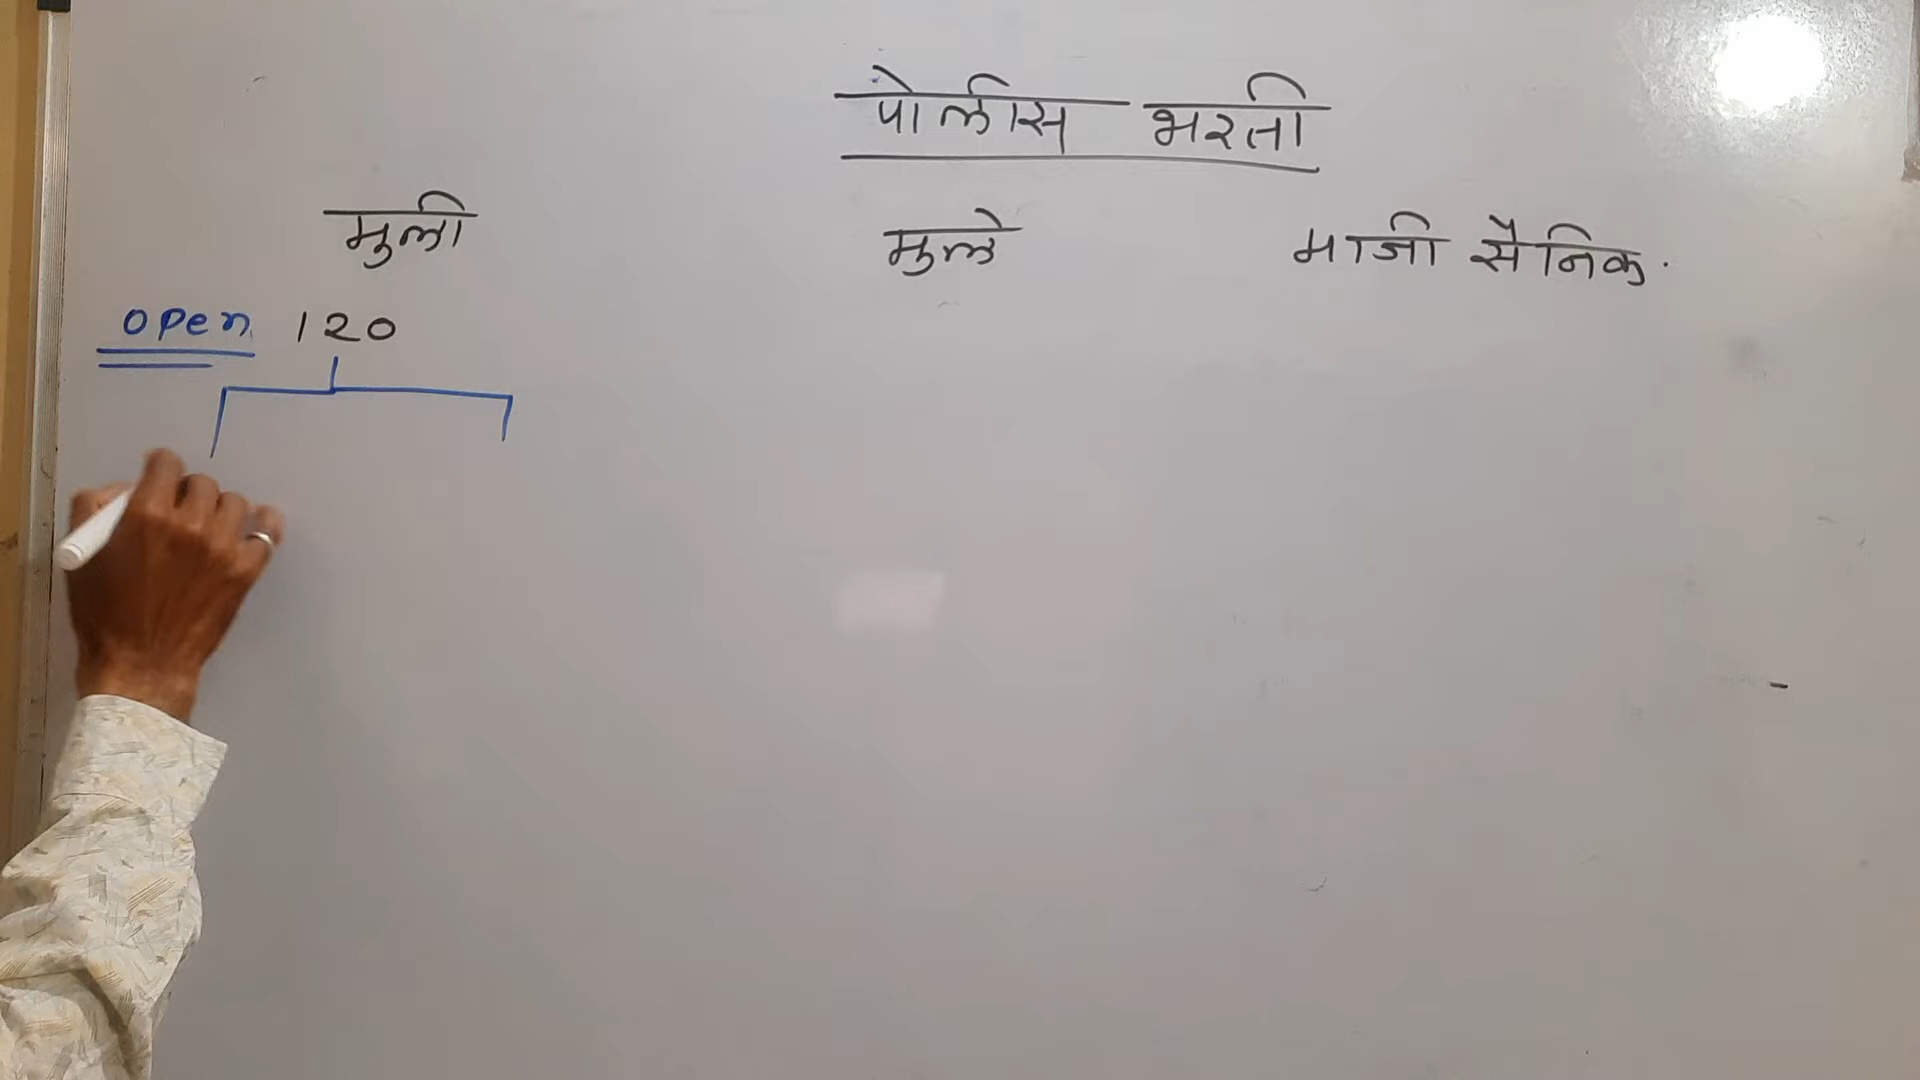 पोलीस भरती
मुली मुले माजी सैनिक.
open 120